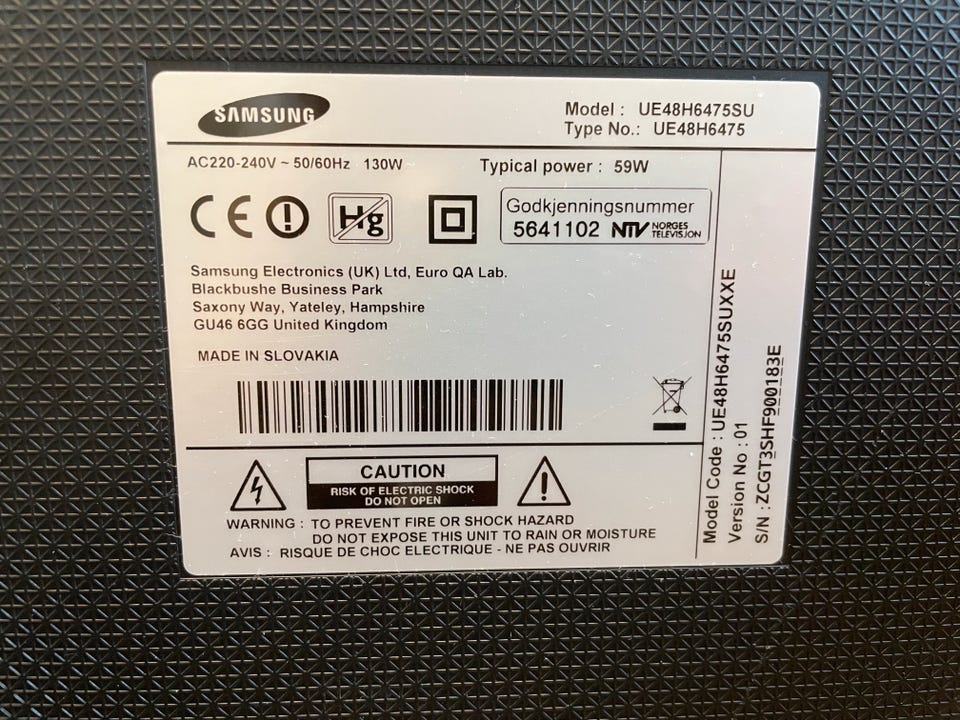 SAMSUNG
Model : UE48H6475SU
Type No.: UE48H6475
AC220-240V ~ 50/60Hz 130W
Typical power : 59W
CE
Hg
Godkjenningsnummer
5641102 NTV NORGES TELEVISJON
Samsung Electronics (UK) Ltd, Euro QA Lab.
Blackbushe Business Park
Saxony Way, Yateley, Hampshire
GU46 6GG United Kingdom
MADE IN SLOVAKIA
CAUTION
RISK OF ELECTRIC SHOCK
DO NOT OPEN
WARNING : TO PREVENT FIRE OR SHOCK HAZARD
DO NOT EXPOSE THIS UNIT TO RAIN OR MOISTURE
AVIS : RISQUE DE CHOC ELECTRIQUE - NE PAS OUVRIR
Model Code : UE48H6475SUXXE
Version No : 01
S/N : ZCGT3SHF900183E